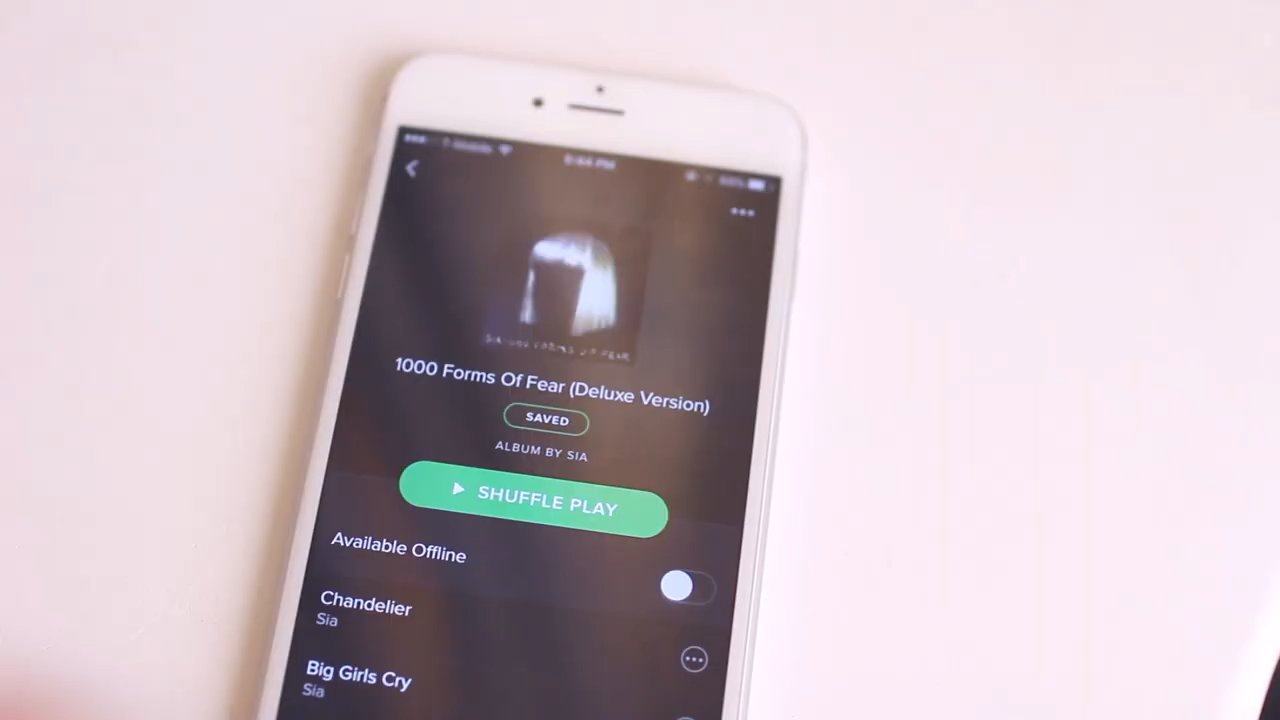 T-Mobile
1000 Forms Of Fear (Deluxe Version)
SAVED
ALBUM BY SIA
SHUFFLE PLAY
Available Offline
Chandelier
Sia
Big Girls Cry
Sia